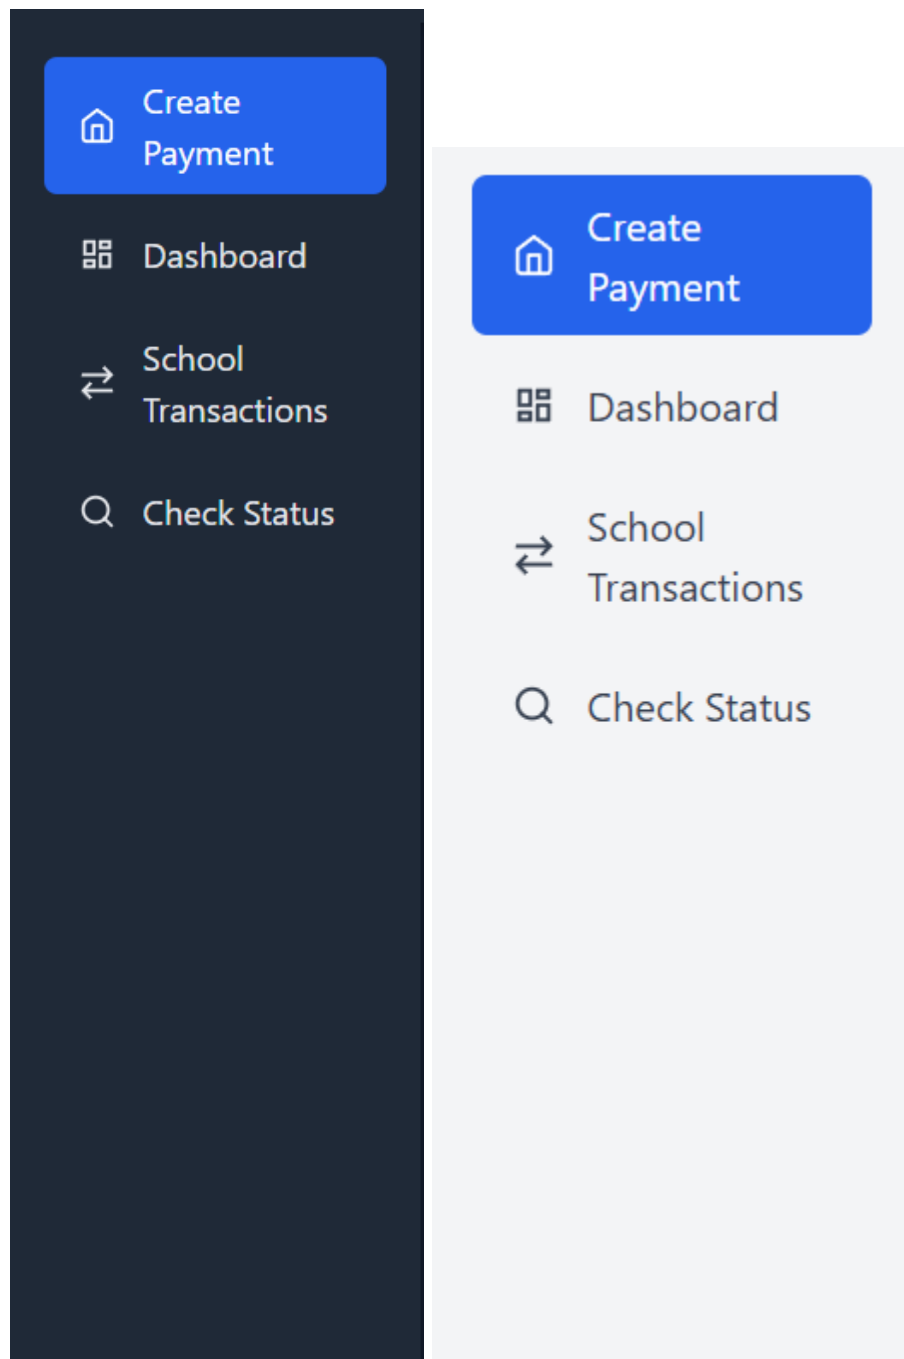 Create
Payment
Dashboard
School
Transactions
Check Status
Create
Payment
Dashboard
School
Transactions
Check Status